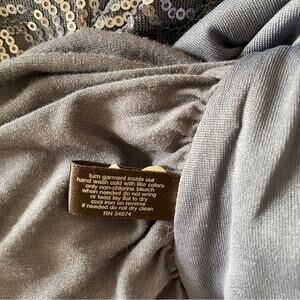 turn garment inside out
hand wash cold with like colors
only non-chlorine bleach
when needed do not wring
or twist lay flat to dry
cool iron on reverse
if needed do not dry clean
RN 54874